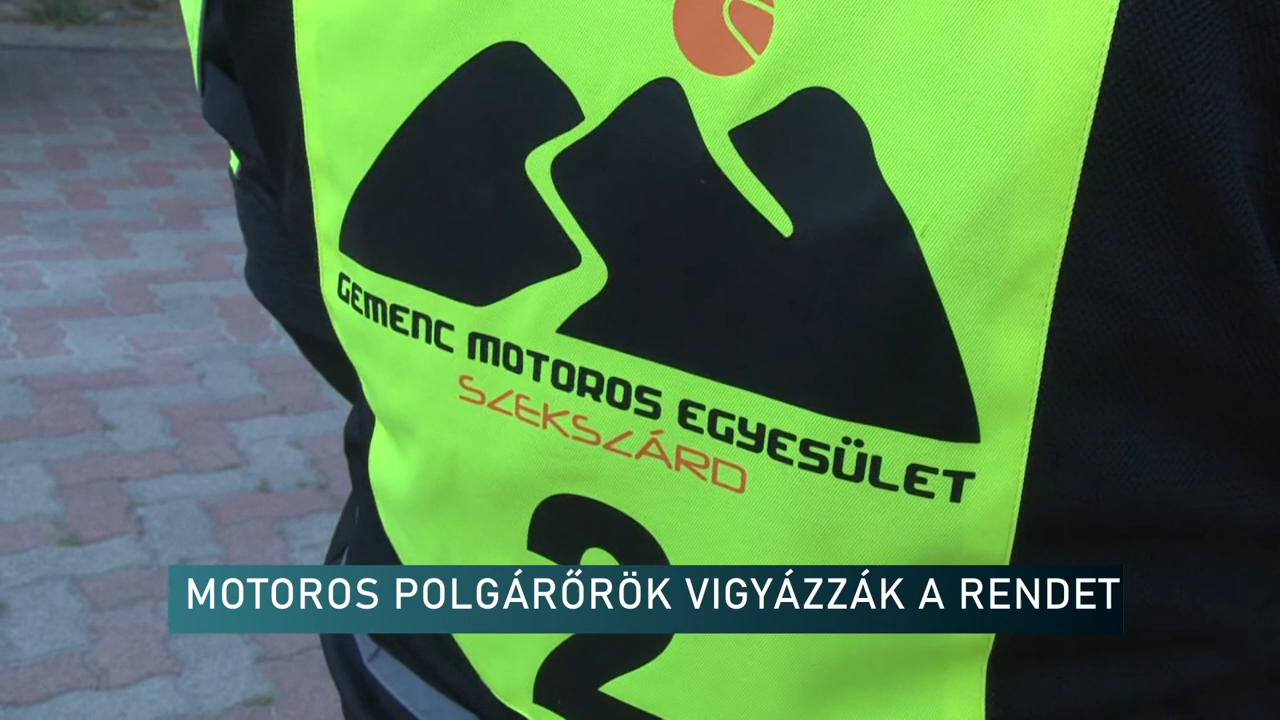 GEMENC MOTOROS EGYESÜLET
SZEKSZÁRD
2
MOTOROS POLGÁRŐRÖK VIGYÁZZÁK A RENDET